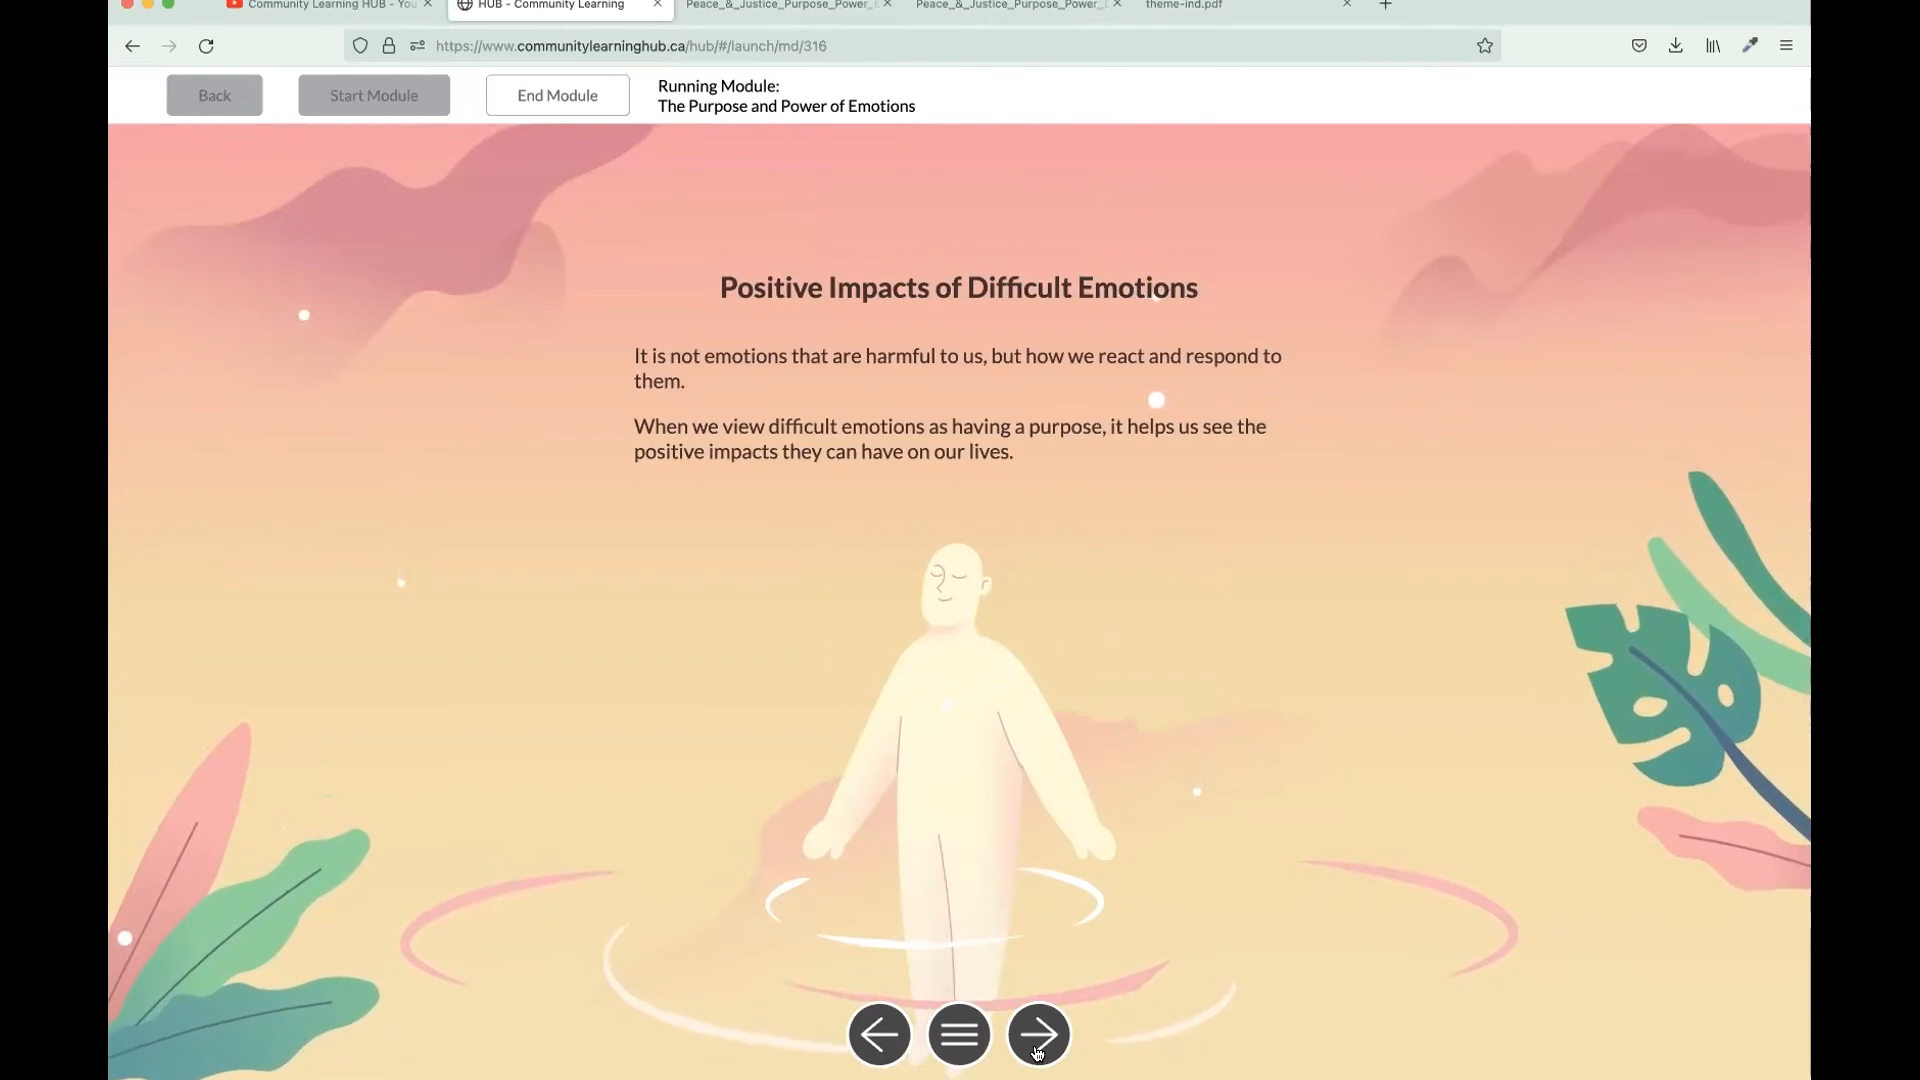 Community Learning HUB - You
HUB - Community Learning
Peace_&_Justice_Purpose_Power_
Peace_&_Justice_Purpose_Power_
theme-ind.pdf
https://www.communitylearninghub.ca/hub/#/launch/md/316
Back
Start Module
End Module
Running Module:
The Purpose and Power of Emotions
Positive Impacts of Difficult Emotions
It is not emotions that are harmful to us, but how we react and respond to
them.
When we view difficult emotions as having a purpose, it helps us see the
positive impacts they can have on our lives.